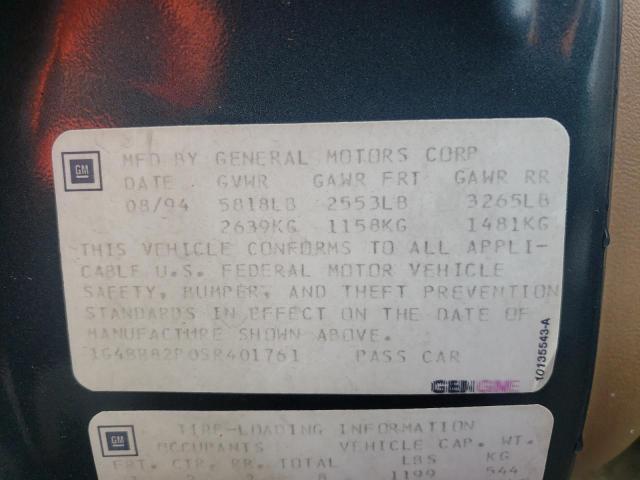 GM MFD BY GENERAL MOTORS CORP
DATE GVWR GAWR FRT GAWR RR
08/94 5818LB 2553LB 3265LB
2639KG 1158KG 1481KG
THIS VEHICLE CONFORMS TO ALL APPLI-
CABLE U.S. FEDERAL MOTOR VEHICLE
SAFETY, BUMPER, AND THEFT PREVENTION
STANDARDS IN EFFECT ON THE DATE OF
MANUFACTURE SHOWN ABOVE.
PASS CAR
GENGME
10135543-A
GM TIRE-LOADING INFORMATION
OCCUPANTS VEHICLE CAP. WT.
FRT. CTR. RR. TOTAL LBS KG
1199 544